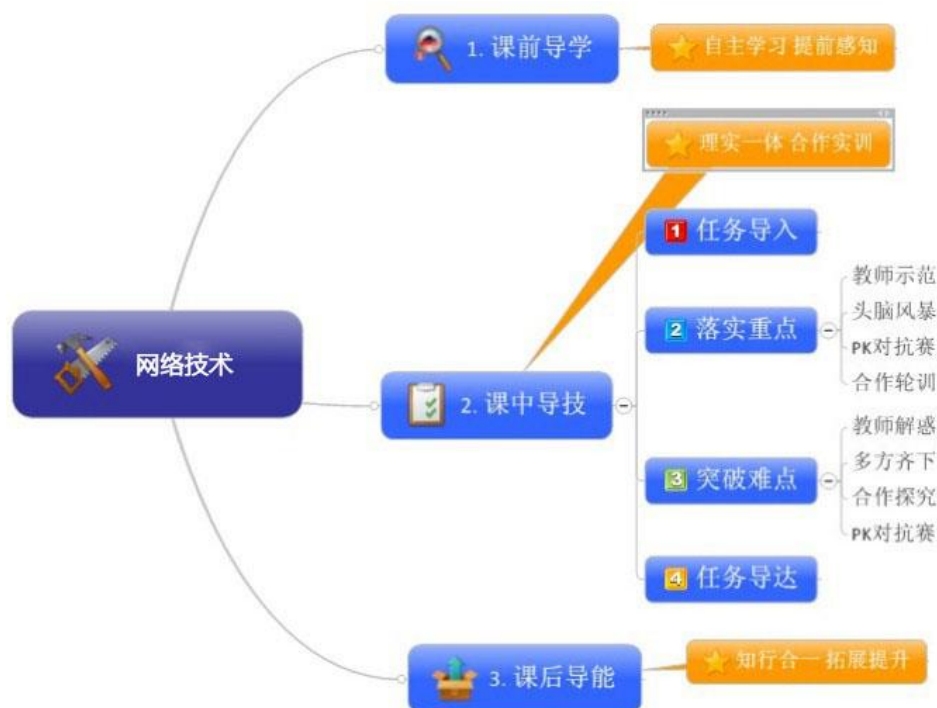 1. 课前导学
自主学习 提前感知
理实一体 合作实训
1 任务导入
教师示范
头脑风暴
2 落实重点
PK对抗赛
合作轮训
网络技术
2. 课中导技
教师解惑
多方齐下
3 突破难点
合作探究
PK对抗赛
4 任务导达
3. 课后导能
知行合一 拓展提升